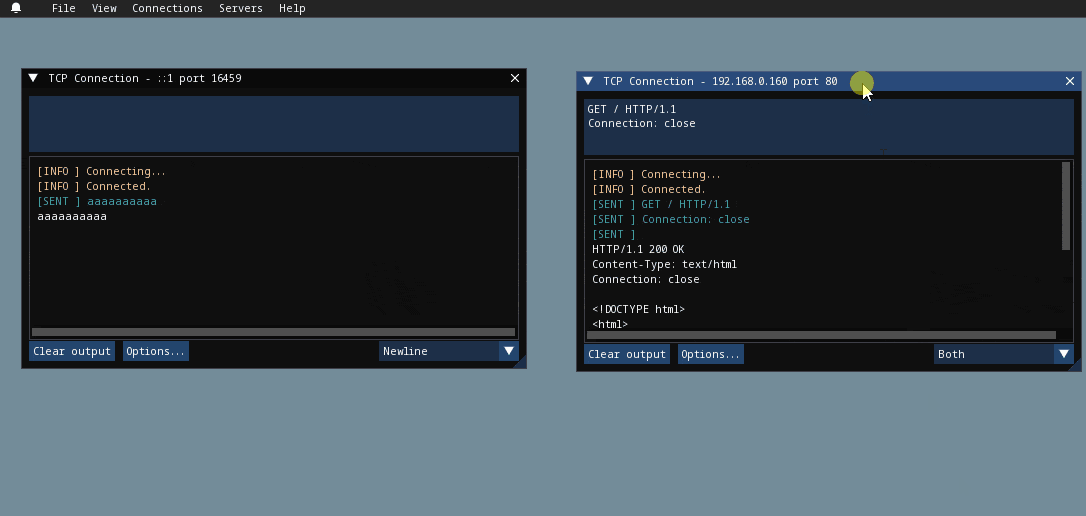 File View Connections Servers Help
TCP Connection - ::1 port 16459
[INFO ] Connecting...
[INFO ] Connected.
[SENT ] aaaaaaaaaa
aaaaaaaaaa
Clear output Options... Newline
TCP Connection - 192.168.0.160 port 80
GET / HTTP/1.1
Connection: close
[INFO ] Connecting...
[INFO ] Connected.
[SENT ] GET / HTTP/1.1
[SENT ] Connection: close
[SENT ]
HTTP/1.1 200 OK
Content-Type: text/html
Connection: close
<!DOCTYPE html>
<html>
Clear output Options... Both